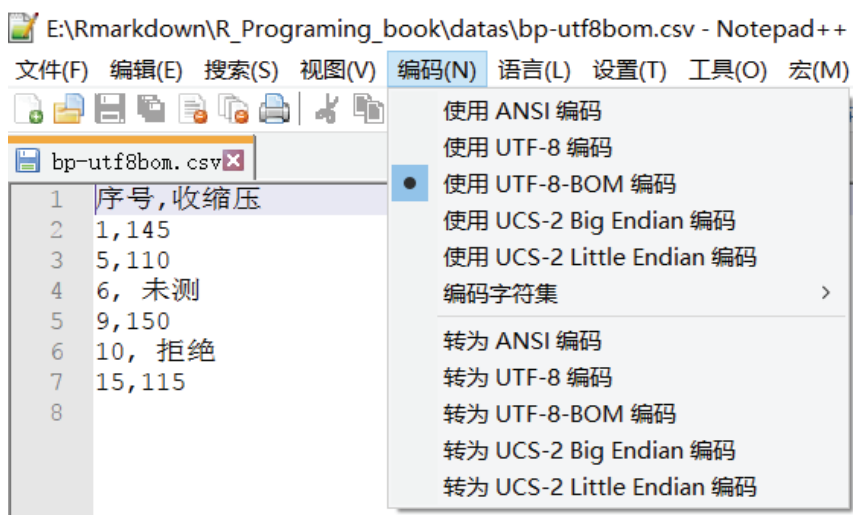 E:\Rmarkdown\R_Programing_book\datas\bp-utf8bom.csv - Notepad++
文件(F) 编辑(E) 搜索(S) 视图(V) 编码(N) 语言(L) 设置(T) 工具(O) 宏(M)
bp-utf8bom.csv
1 序号,收缩压
2 1,145
3 5,110
4 6, 未测
5 9,150
6 10, 拒绝
7 15,115
8
使用 ANSI 编码
使用 UTF-8 编码
使用 UTF-8-BOM 编码
使用 UCS-2 Big Endian 编码
使用 UCS-2 Little Endian 编码
编码字符集
转为 ANSI 编码
转为 UTF-8 编码
转为 UTF-8-BOM 编码
转为 UCS-2 Big Endian 编码
转为 UCS-2 Little Endian 编码